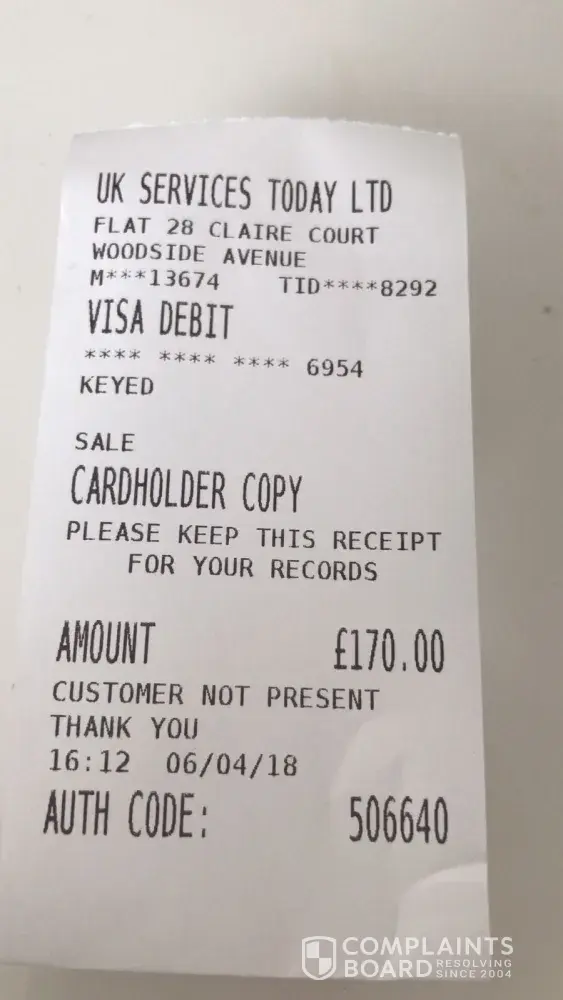 UK SERVICES TODAY LTD
FLAT 28 CLAIRE COURT
WOODSIDE AVENUE
M***13674 TID****8292
VISA DEBIT
**** **** **** 6954
KEYED
SALE
CARDHOLDER COPY
PLEASE KEEP THIS RECEIPT
FOR YOUR RECORDS
AMOUNT £170.00
CUSTOMER NOT PRESENT
THANK YOU
16:12 06/04/18
AUTH CODE: 506640
COMPLAINTS
BOARD RESOLVING
SINCE 2004